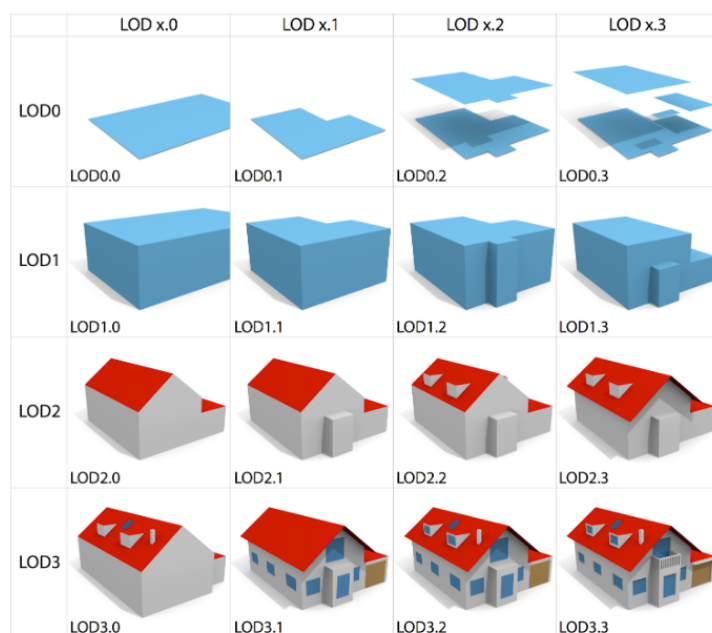 LOD x.0 LOD x.1 LOD x.2 LOD x.3
LOD0
LOD0.0 LOD0.1 LOD0.2 LOD0.3
LOD1
LOD1.0 LOD1.1 LOD1.2 LOD1.3
LOD2
LOD2.0 LOD2.1 LOD2.2 LOD2.3
LOD3
LOD3.0 LOD3.1 LOD3.2 LOD3.3